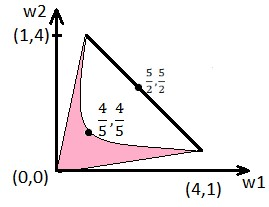 w2
(1,4)
5/2, 5/2
4/5, 4/5
(0,0)
w1
(4,1)